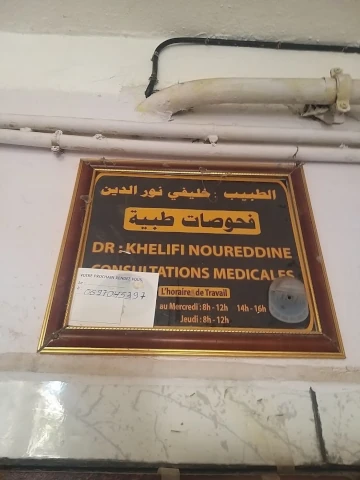 الطبيب : خليفي نور الدين
فحوصات طبية
DR : KHELIFI NOUREDDINE
CONSULTATIONS MEDICALES
L'horaire de Travail
au Mercredi : 8h - 12h 14h - 16h
Jeudi : 8h - 12h